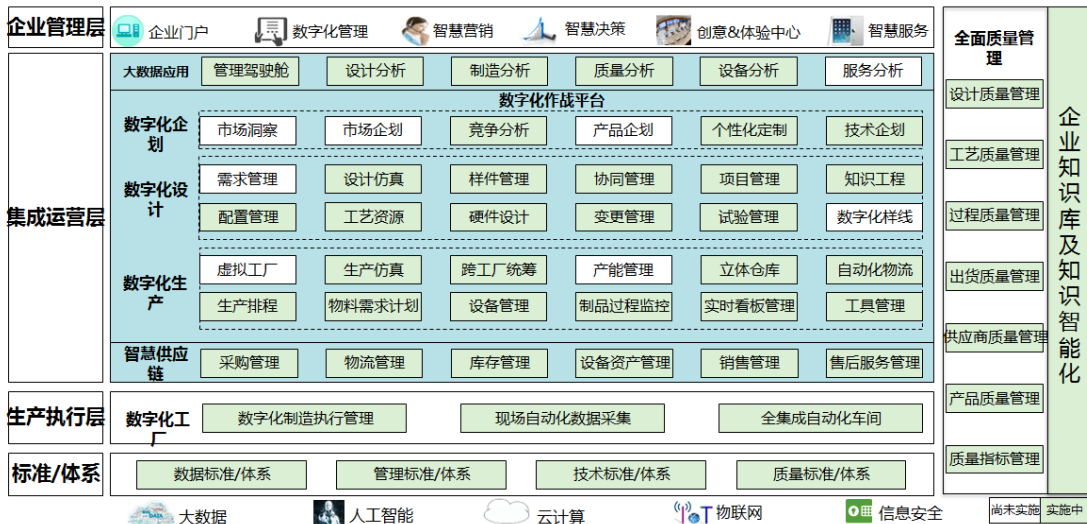 企业管理层
企业门户 数字化管理 智慧营销 智慧决策 创意&体验中心 智慧服务
集成运营层
大数据应用 管理驾驶舱 设计分析 制造分析 质量分析 设备分析 服务分析
数字化作战平台
数字化企划 市场洞察 市场企划 竞争分析 产品企划 个性化定制 技术企划
数字化设计
需求管理 设计仿真 样件管理 协同管理 项目管理 知识工程
配置管理 工艺资源 硬件设计 变更管理 试验管理 数字化样线
数字化生产
虚拟工厂 生产仿真 跨工厂统筹 产能管理 立体仓库 自动化物流
生产排程 物料需求计划 设备管理 制品过程监控 实时看板管理 工具管理
智慧供应链 采购管理 物流管理 库存管理 设备资产管理 销售管理 售后服务管理
生产执行层
数字化工厂 数字化制造执行管理 现场自动化数据采集 全集成自动化车间
标准/体系
数据标准/体系 管理标准/体系 技术标准/体系 质量标准/体系
大数据 人工智能 云计算 物联网 信息安全
全面质量管理
设计质量管理
工艺质量管理
过程质量管理
出货质量管理
供应商质量管理
产品质量管理
质量指标管理
企业知识库及知识智能化
尚未实施 实施中